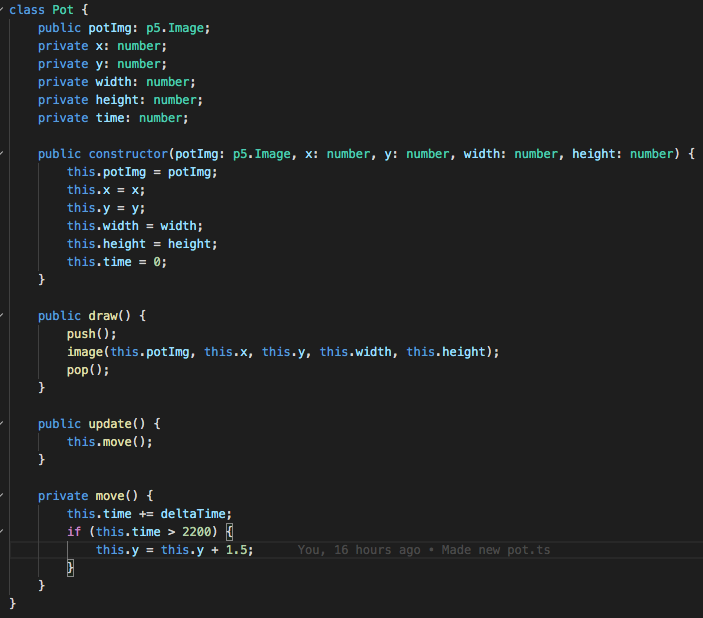 class Pot {
    public potImg: p5.Image;
    private x: number;
    private y: number;
    private width: number;
    private height: number;
    private time: number;

    public constructor(potImg: p5.Image, x: number, y: number, width: number, height: number) {
        this.potImg = potImg;
        this.x = x;
        this.y = y;
        this.width = width;
        this.height = height;
        this.time = 0;
    }

    public draw() {
        push();
        image(this.potImg, this.x, this.y, this.width, this.height);
        pop();
    }

    public update() {
        this.move();
    }

    private move() {
        this.time += deltaTime;
        if (this.time > 2200) {
            this.y = this.y + 1.5;      You, 16 hours ago • Made new pot.ts
        }
    }
}